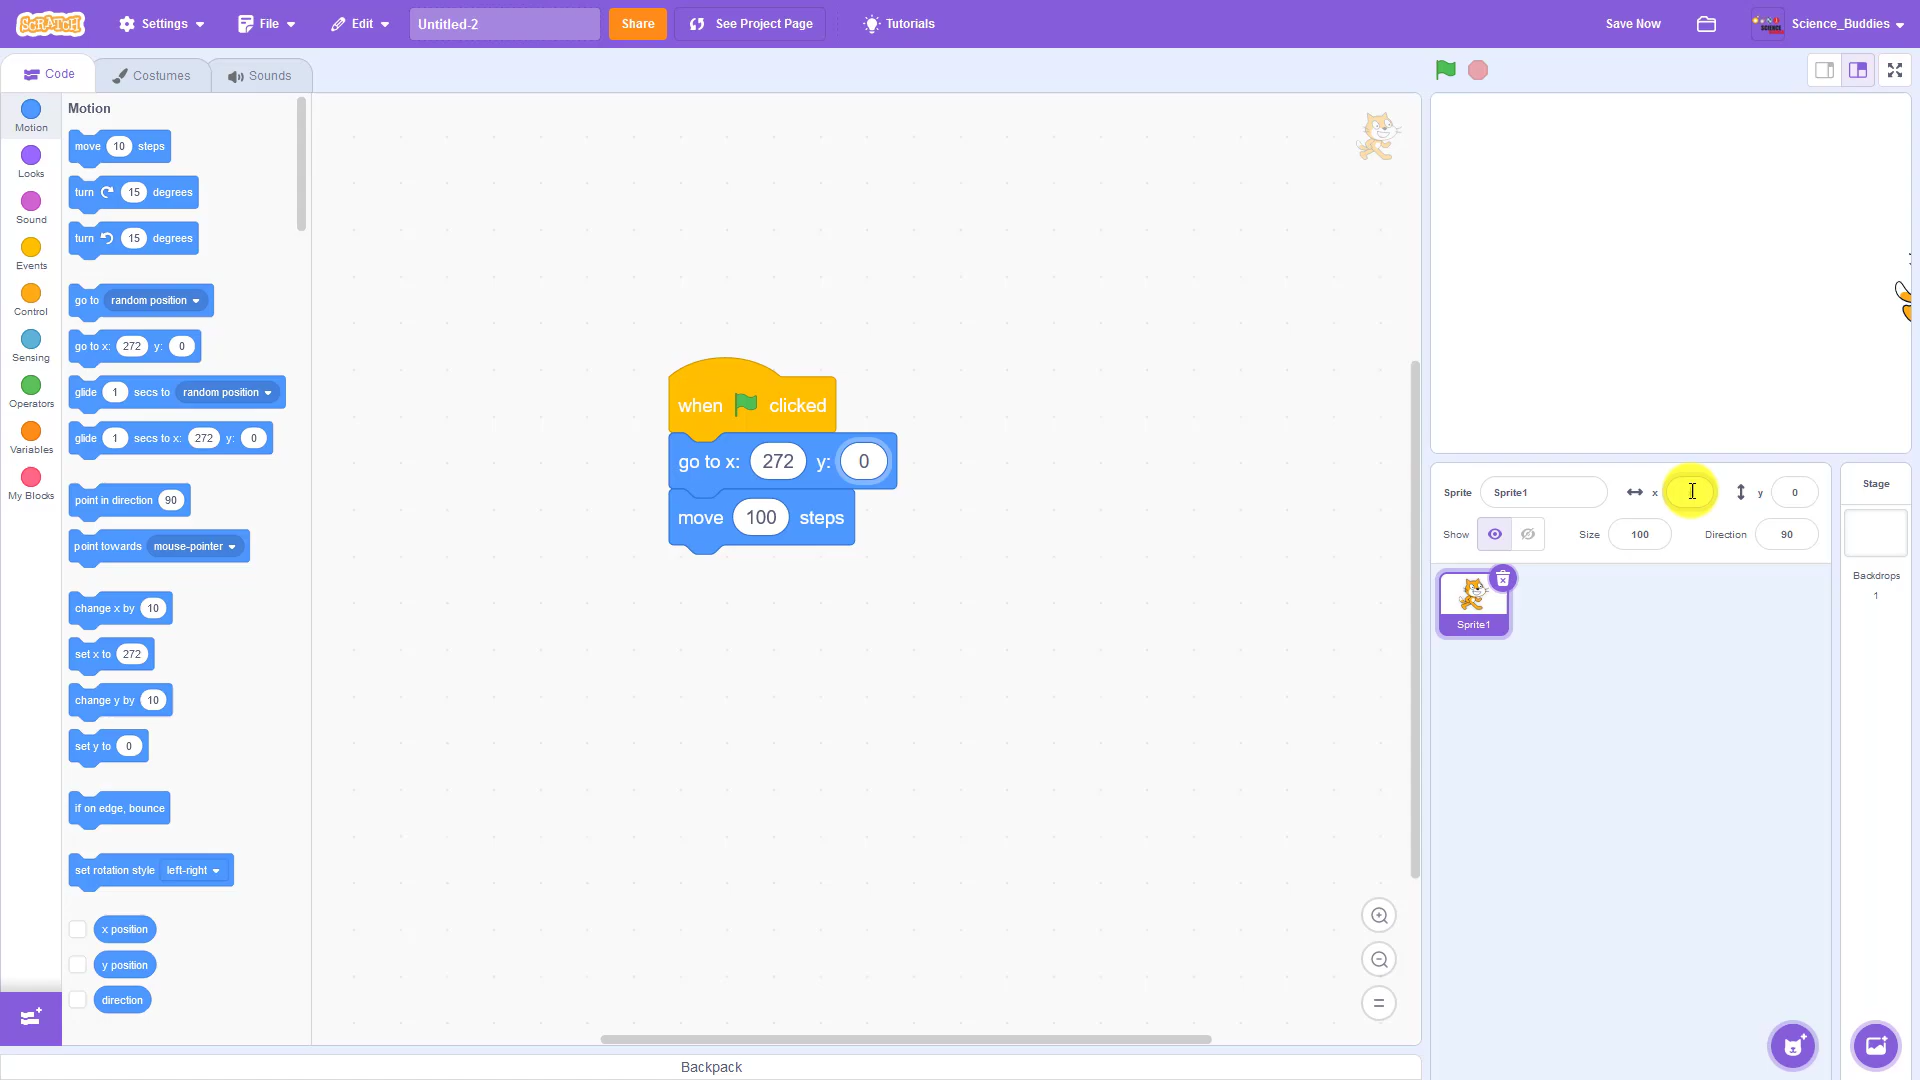 SCRATCH
Settings
File
Edit
Untitled-2
Share
See Project Page
Tutorials
Save Now
Science_Buddies
Code
Costumes
Sounds
Motion
Looks
Sound
Events
Control
Sensing
Operators
Variables
My Blocks
Motion
move 10 steps
turn 15 degrees
turn 15 degrees
go to random position
go to x: 272 y: 0
glide 1 secs to random position
glide 1 secs to x: 272 y: 0
point in direction 90
point towards mouse-pointer
change x by 10
set x to 272
change y by 10
set y to 0
if on edge, bounce
set rotation style left-right
x position
y position
direction
when clicked
go to x: 272 y: 0
move 100 steps
Backpack
Sprite Sprite1 x y 0
Show Size 100 Direction 90
Sprite1
Stage
Backdrops
1